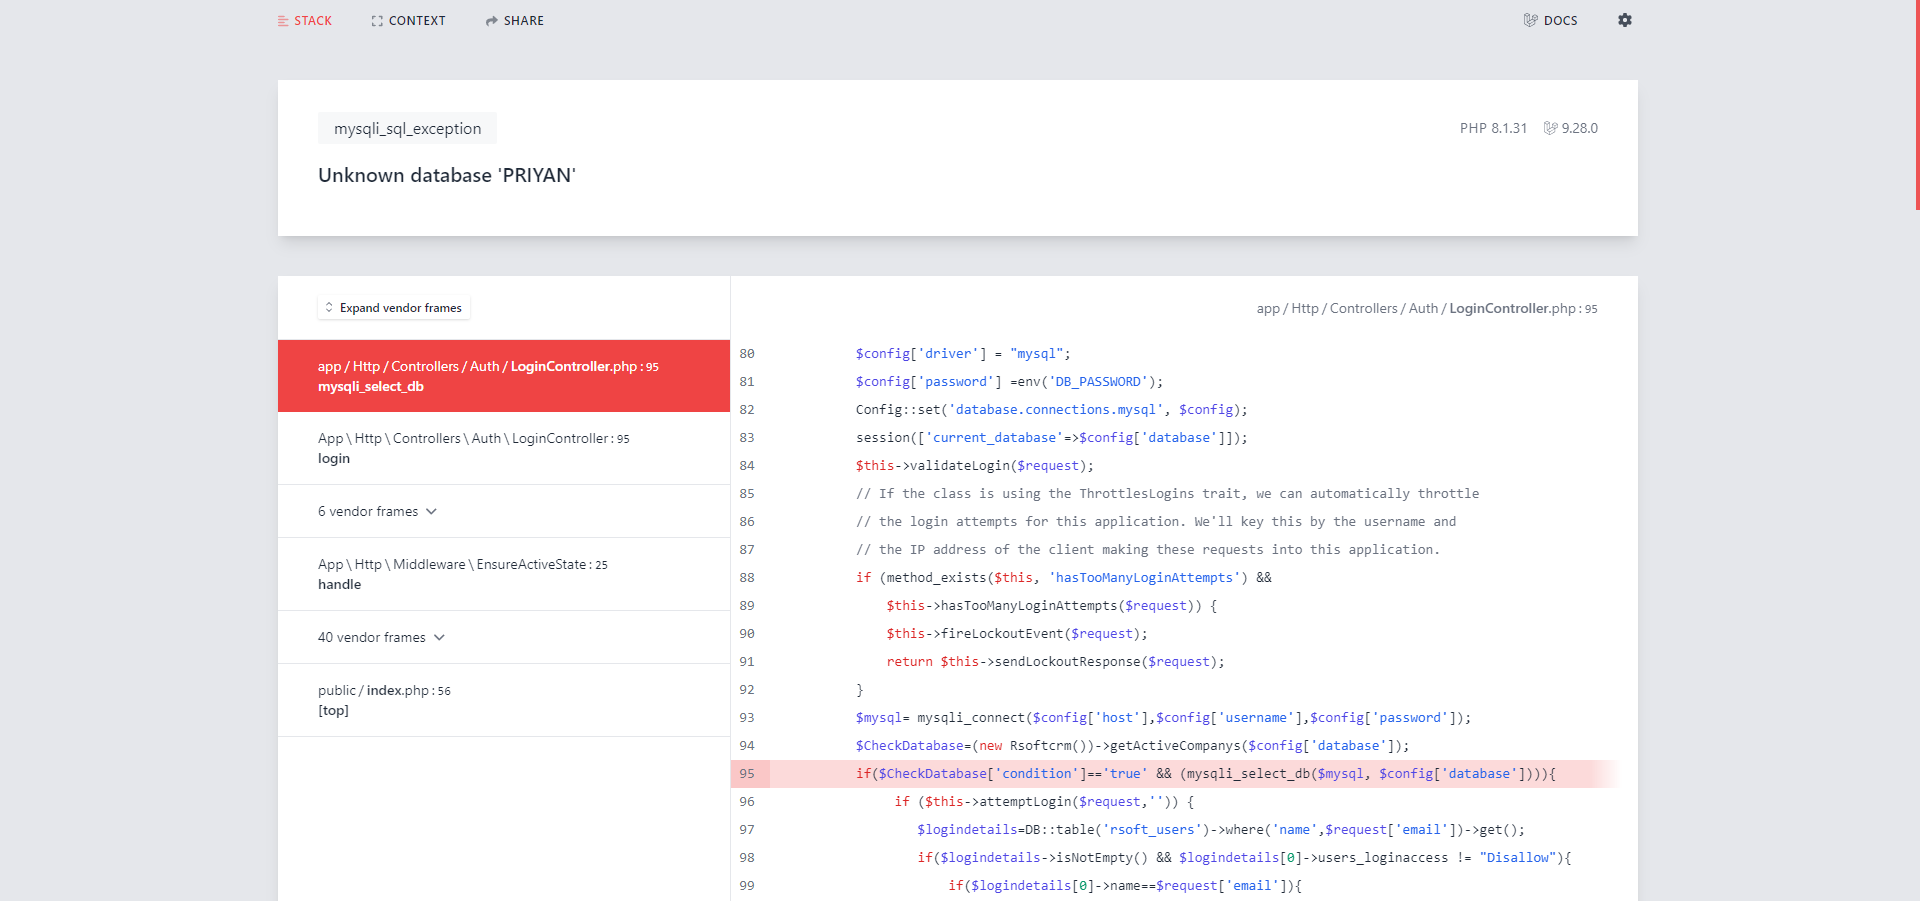 STACK
CONTEXT
SHARE
DOCS
mysqli_sql_exception
PHP 8.1.31
9.28.0
Unknown database 'PRIYAN'
Expand vendor frames
app / Http / Controllers / Auth / LoginController.php : 95
mysqli_select_db
App \ Http \ Controllers \ Auth \ LoginController : 95
login
6 vendor frames
App \ Http \ Middleware \ EnsureActiveState : 25
handle
40 vendor frames
public / index.php : 56
[top]
app / Http / Controllers / Auth / LoginController.php : 95
80 $config['driver'] = "mysql";
81 $config['password'] =env('DB_PASSWORD');
82 Config::set('database.connections.mysql', $config);
83 session(['current_database'=>$config['database']]);
84 $this->validateLogin($request);
85 // If the class is using the ThrottlesLogins trait, we can automatically throttle
86 // the login attempts for this application. We'll key this by the username and
87 // the IP address of the client making these requests into this application.
88 if (method_exists($this, 'hasTooManyLoginAttempts') &&
89 $this->hasTooManyLoginAttempts($request)) {
90 $this->fireLockoutEvent($request);
91 return $this->sendLockoutResponse($request);
92 }
93 $mysql= mysqli_connect($config['host'],$config['username'],$config['password']);
94 $CheckDatabase=(new Rsoftcrm())->getActiveCompanys($config['database']);
95 if($CheckDatabase['condition']=='true' && (mysqli_select_db($mysql, $config['database']))){
96 if ($this->attemptLogin($request,'')) {
97 $logindetails=DB::table('rsoft_users')->where('name',$request['email'])->get();
98 if($logindetails->isNotEmpty() && $logindetails[0]->users_loginaccess != "Disallow"){
99 if($logindetails[0]->name==$request['email']){